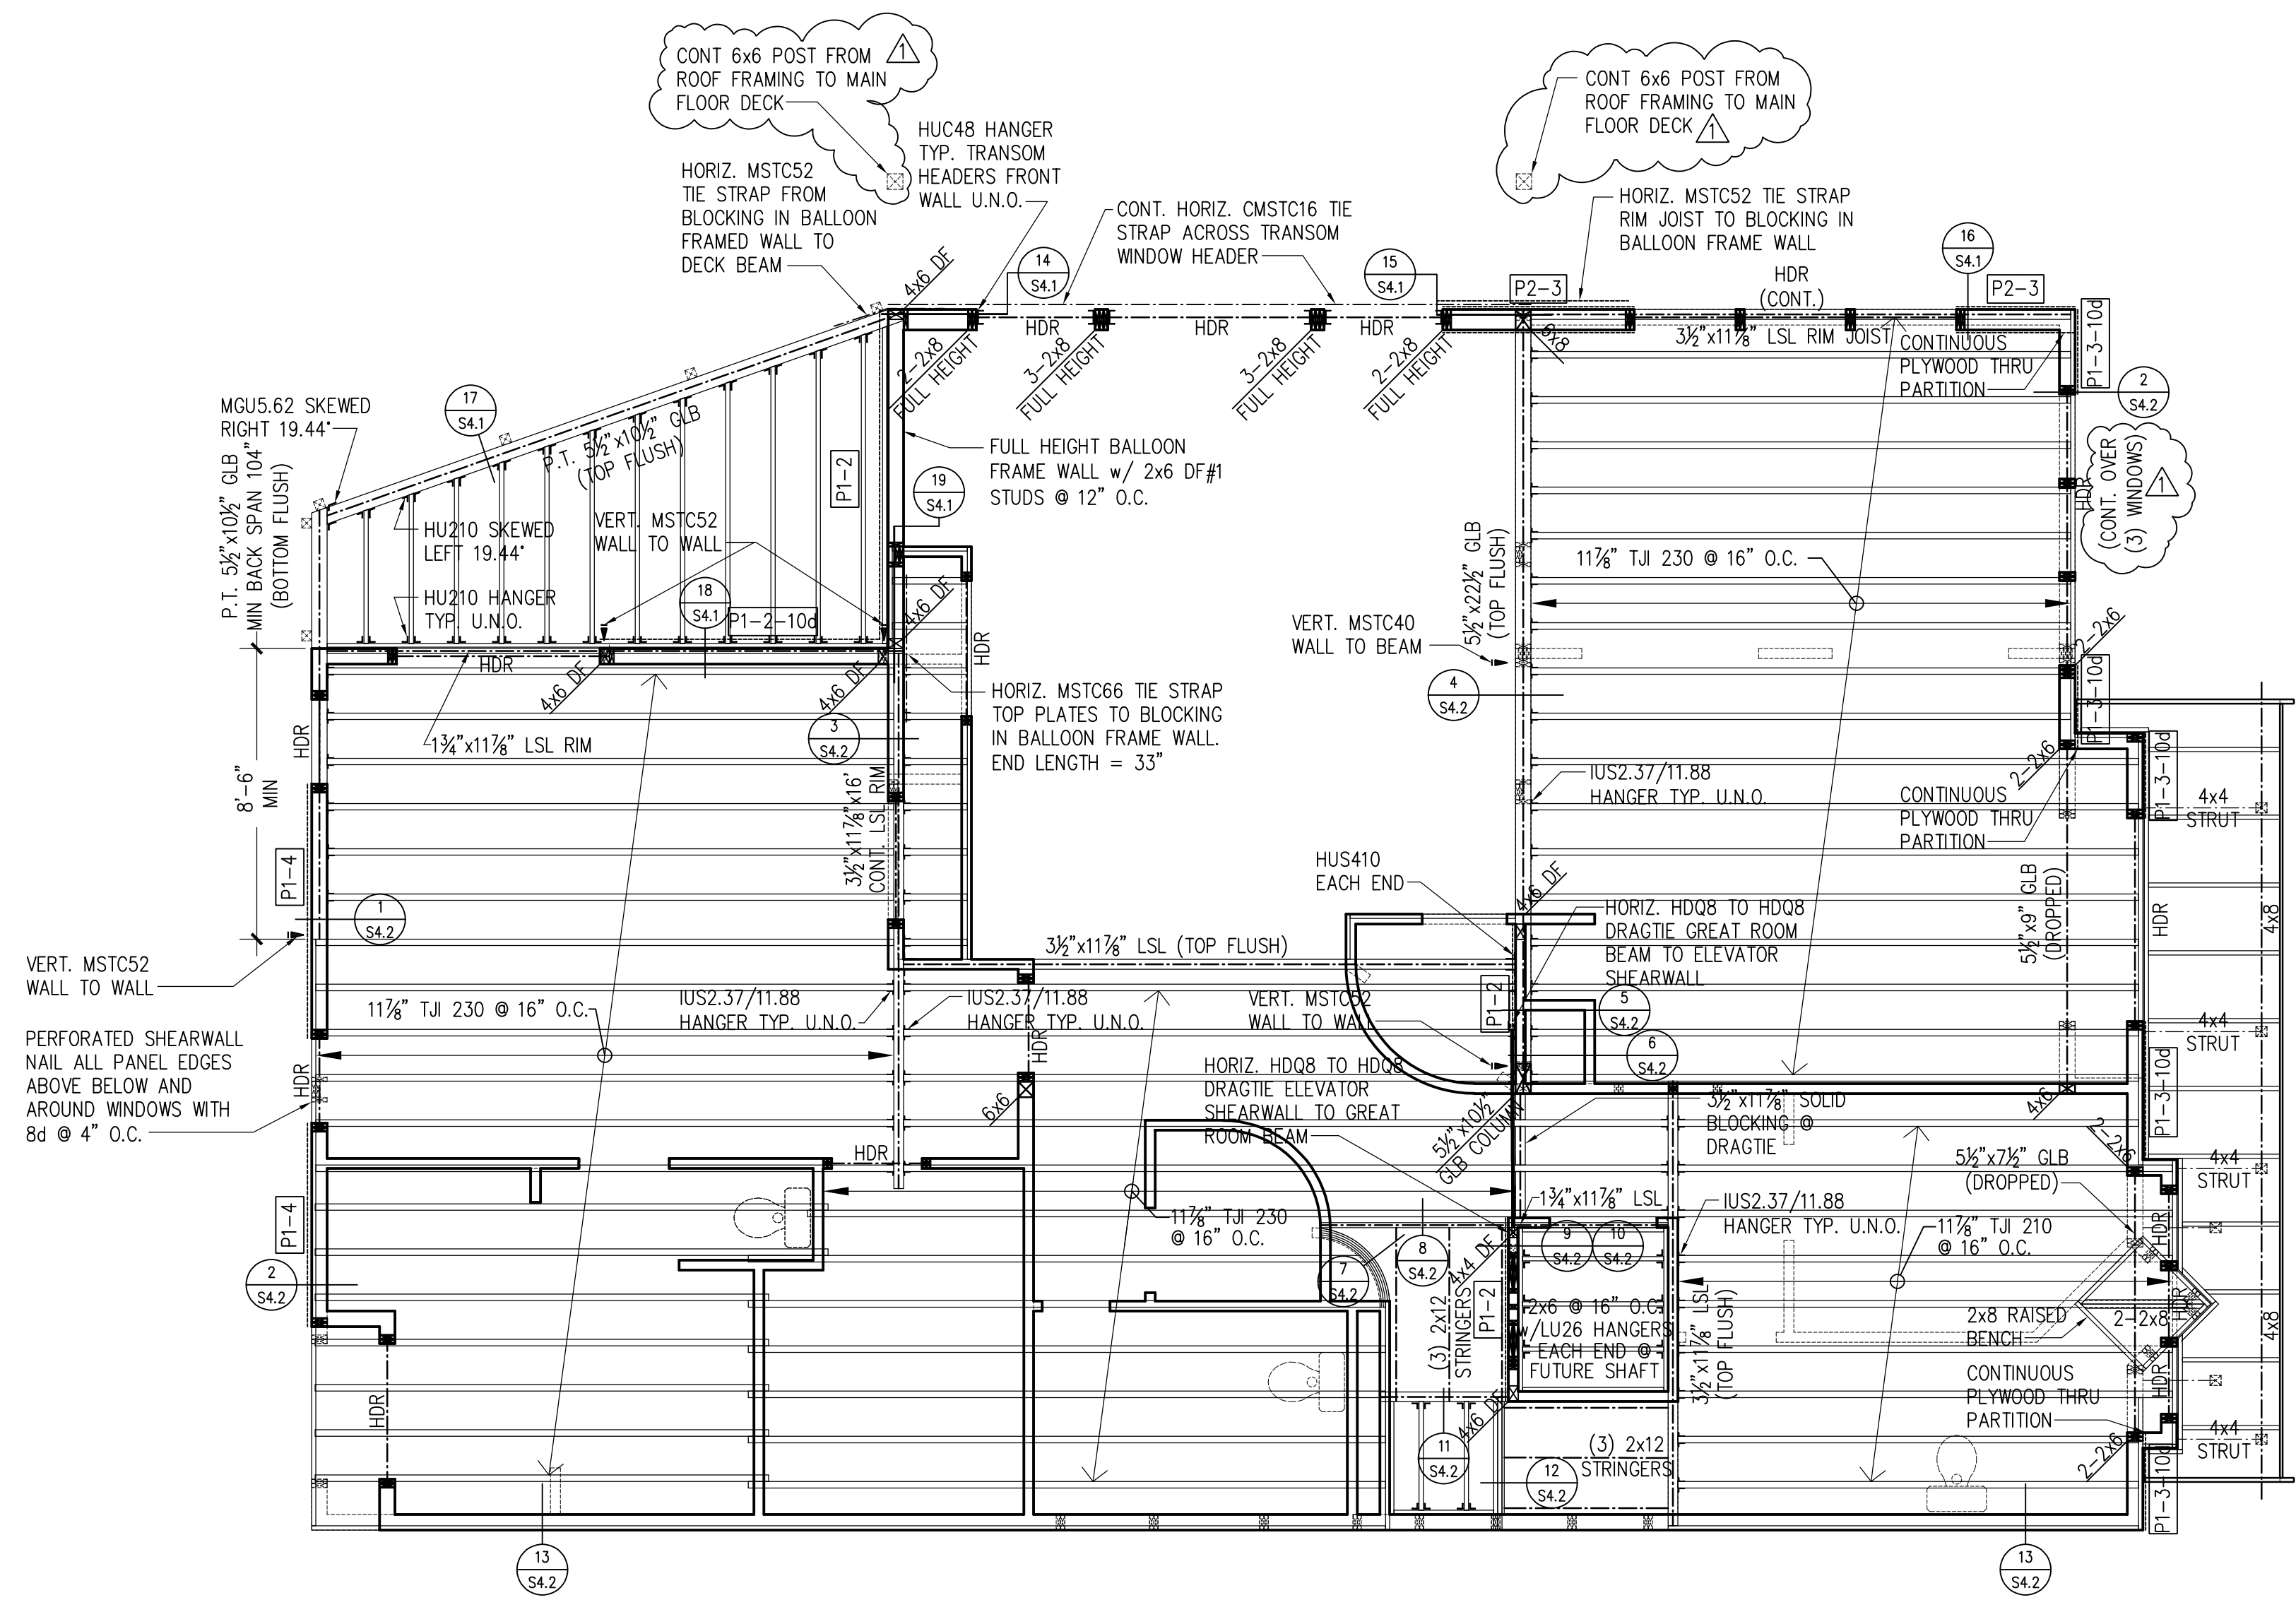 CONT 6x6 POST FROM
ROOF FRAMING TO MAIN
FLOOR DECK
1
CONT 6x6 POST FROM
ROOF FRAMING TO MAIN
FLOOR DECK
1
HUC48 HANGER
TYP. TRANSOM
HEADERS FRONT
WALL U.N.O.
HORIZ. MSTC52
TIE STRAP FROM
BLOCKING IN BALLOON
FRAMED WALL TO
DECK BEAM
CONT. HORIZ. CMSTC16 TIE
STRAP ACROSS TRANSOM
WINDOW HEADER
HORIZ. MSTC52 TIE STRAP
RIM JOIST TO BLOCKING IN
BALLOON FRAME WALL
4x6 DF
14
S4.1
15
S4.1
16
S4.1
P2-3
HDR
(CONT.)
P2-3
HDR
HDR
HDR
6x8
3½"x11⅞" LSL RIM JOIST
2-2x8
FULL HEIGHT
3-2x8
FULL HEIGHT
3-2x8
FULL HEIGHT
2-2x8
FULL HEIGHT
CONTINUOUS
PLYWOOD THRU
PARTITION
P1-3-10d
2
S4.2
MGU5.62 SKEWED
RIGHT 19.44°
17
S4.1
P.T. 5½"x10½" GLB
(TOP FLUSH)
P.T. 5½"x10½" GLB
MIN BACK SPAN 104"
(BOTTOM FLUSH)
P1-2
FULL HEIGHT BALLOON
FRAME WALL w/ 2x6 DF#1
STUDS @ 12" O.C.
19
S4.1
HDR
(CONT. OVER
(3) WINDOWS)
1
HU210 SKEWED
LEFT 19.44°
VERT. MSTC52
WALL TO WALL
5½"x22½" GLB
(TOP FLUSH)
11⅞" TJI 230 @ 16" O.C.
HU210 HANGER
TYP. U.N.O.
18
S4.1
P1-2-10d
4x6 DF
HDR
VERT. MSTC40
WALL TO BEAM
2-2x6
HDR
4x6 DF
4x6 DF
HORIZ. MSTC66 TIE STRAP
TOP PLATES TO BLOCKING
IN BALLOON FRAME WALL.
END LENGTH = 33"
4
S4.2
P1-3-10d
HDR
1¾"x11⅞" LSL RIM
3
S4.2
8'-6"
MIN
3½"x11⅞"x16'
CONT. LSL RIM
IUS2.37/11.88
HANGER TYP. U.N.O.
2-2x6
CONTINUOUS
PLYWOOD THRU
PARTITION
P1-3-10d
4x4
STRUT
P1-4
1
S4.2
HUS410
EACH END
4x6 DF
HORIZ. HDQ8 TO HDQ8
DRAGTIE GREAT ROOM
BEAM TO ELEVATOR
SHEARWALL
5½"x9" GLB
(DROPPED)
HDR
4x8
VERT. MSTC52
WALL TO WALL
3½"x11⅞" LSL (TOP FLUSH)
11⅞" TJI 230 @ 16" O.C.
IUS2.37/11.88
HANGER TYP. U.N.O.
IUS2.37/11.88
HANGER TYP. U.N.O.
HDR
VERT. MSTC52
WALL TO WALL
P1-2
5
S4.2
6
S4.2
4x4
STRUT
PERFORATED SHEARWALL
NAIL ALL PANEL EDGES
ABOVE BELOW AND
AROUND WINDOWS WITH
8d @ 4" O.C.
HDR
6x6
HORIZ. HDQ8 TO HDQ8
DRAGTIE ELEVATOR
SHEARWALL TO GREAT
ROOM BEAM
5½"x10½"
GLB COLUMN
3½"x11⅞" SOLID
BLOCKING @
DRAGTIE
4x6
P1-3-10d
2-2x6
HDR
5½"x7½" GLB
(DROPPED)
4x4
STRUT
P1-4
11⅞" TJI 230
@ 16" O.C.
1¾"x11⅞" LSL
IUS2.37/11.88
HANGER TYP. U.N.O.
11⅞" TJI 210
@ 16" O.C.
HDR
2
S4.2
7
S4.2
8
S4.2
4x4 DF
9
S4.2
10
S4.2
(3) 2x12
STRINGERS
P1-2
2x6 @ 16" O.C.
w/LU26 HANGERS
EACH END @
FUTURE SHAFT
3½"x11⅞" LSL
(TOP FLUSH)
2x8 RAISED
BENCH
2-2x8
HDR
4x8
HDR
HDR
CONTINUOUS
PLYWOOD THRU
PARTITION
4x6 DF
11
S4.2
12
S4.2
(3) 2x12
STRINGERS
2-2x6
4x4
STRUT
P1-3-10d
13
S4.2
13
S4.2